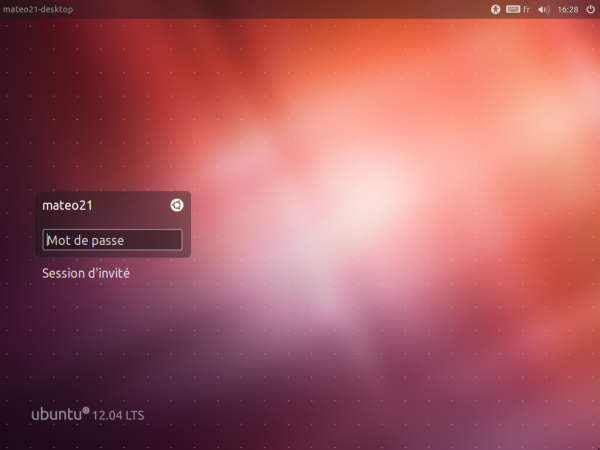 mateo21-desktop fr 16:28
mateo21
Mot de passe
Session d'invité
ubuntu® 12.04 LTS